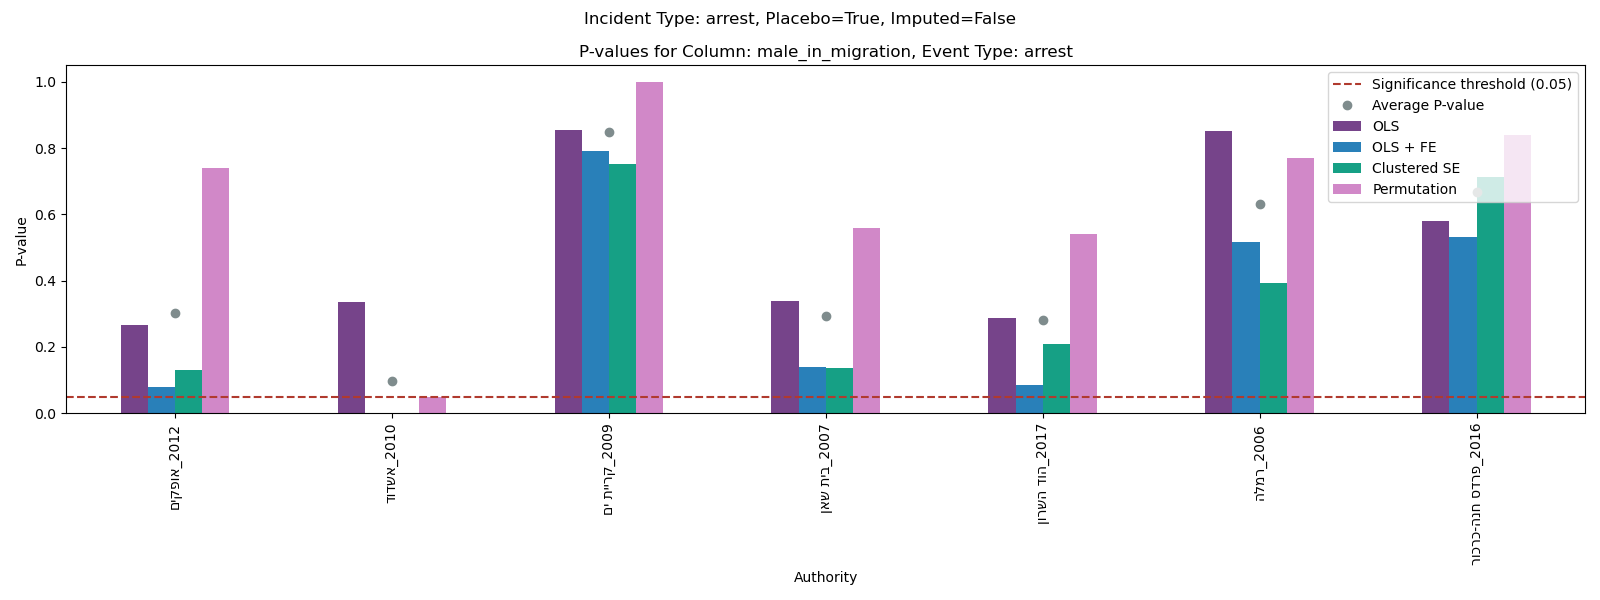 Incident Type: arrest, Placebo=True, Imputed=False
P-values for Column: male_in_migration, Event Type: arrest
P-value
1.0
0.8
0.6
0.4
0.2
0.0
Significance threshold (0.05)
Average P-value
OLS
OLS + FE
Clustered SE
Permutation
אופקים_2012
אשדוד_2010
קריית ים_2009
בית שאן_2007
הוד השרון_2017
רמלה_2006
פרדס חנה-כרכור_2016
Authority